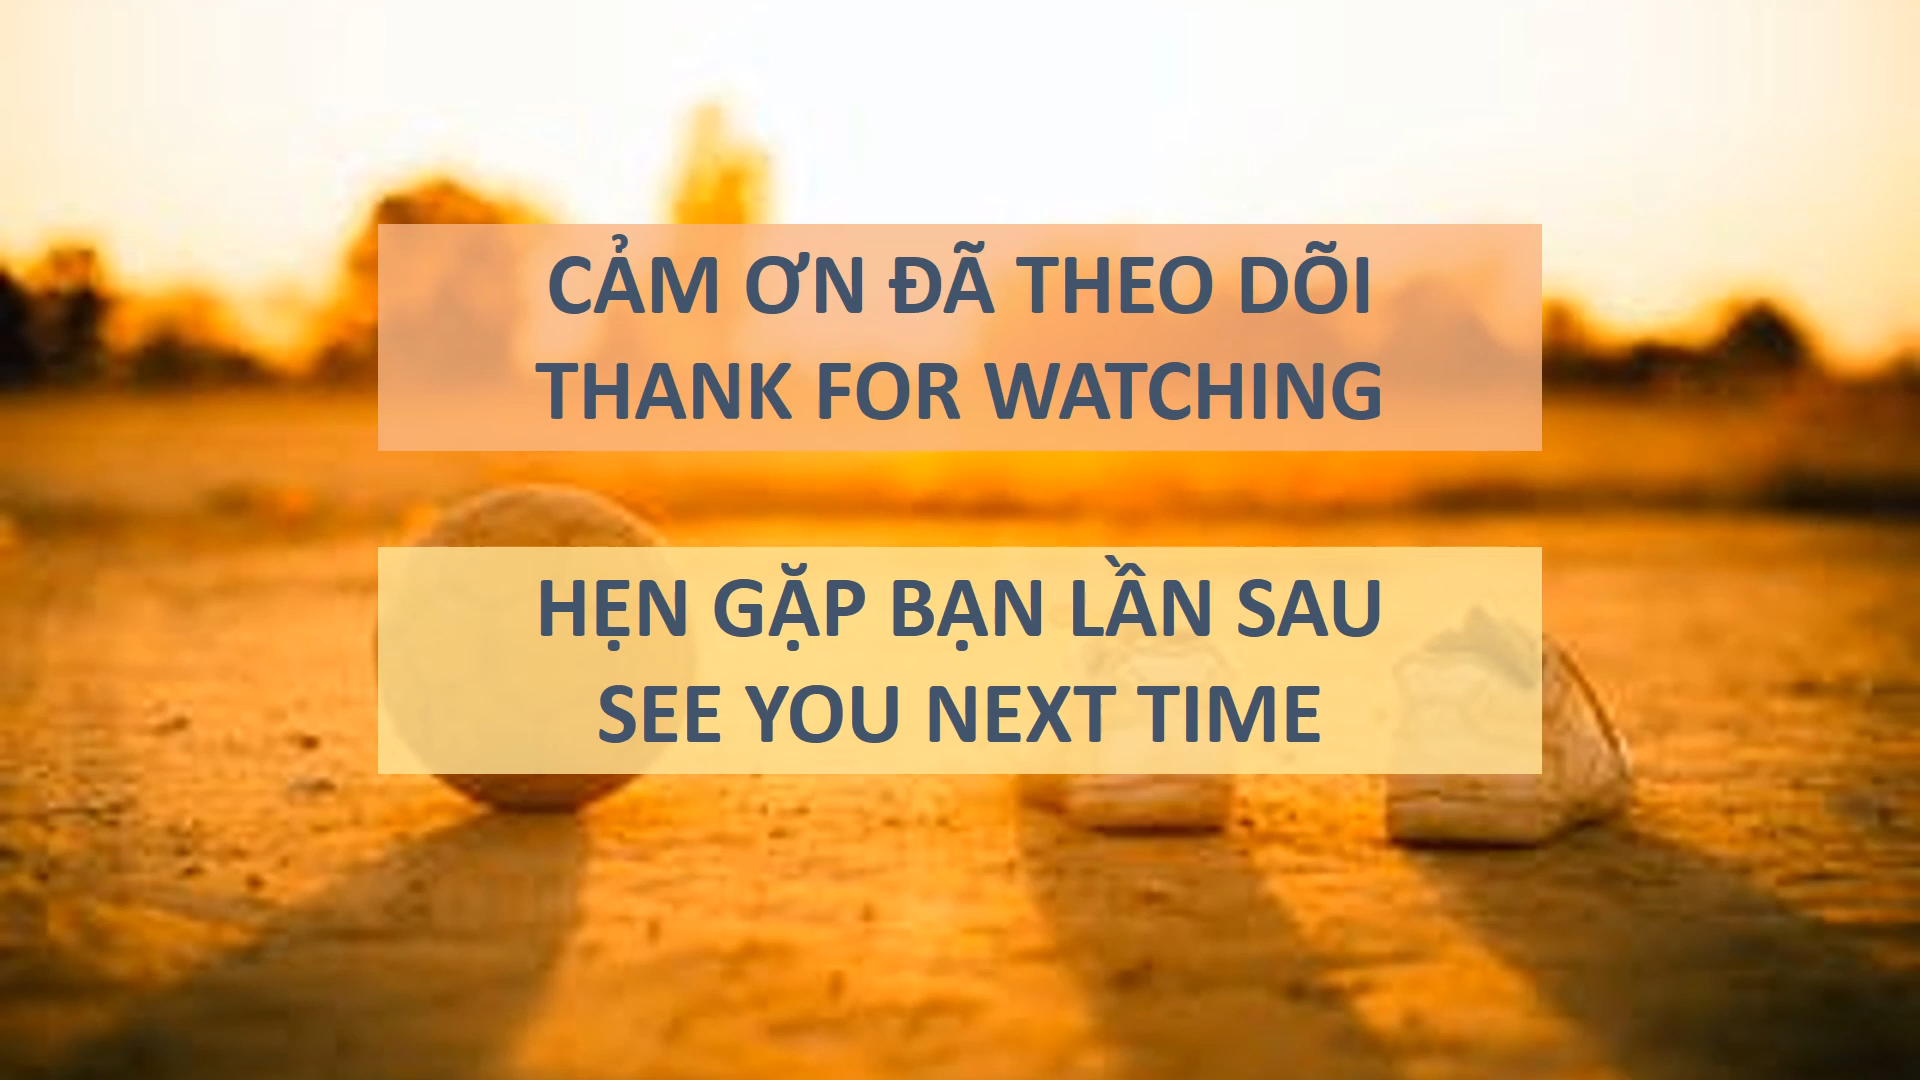 CẢM ƠN ĐÃ THEO DÕI
THANK FOR WATCHING
HẸN GẶP BẠN LẦN SAU
SEE YOU NEXT TIME